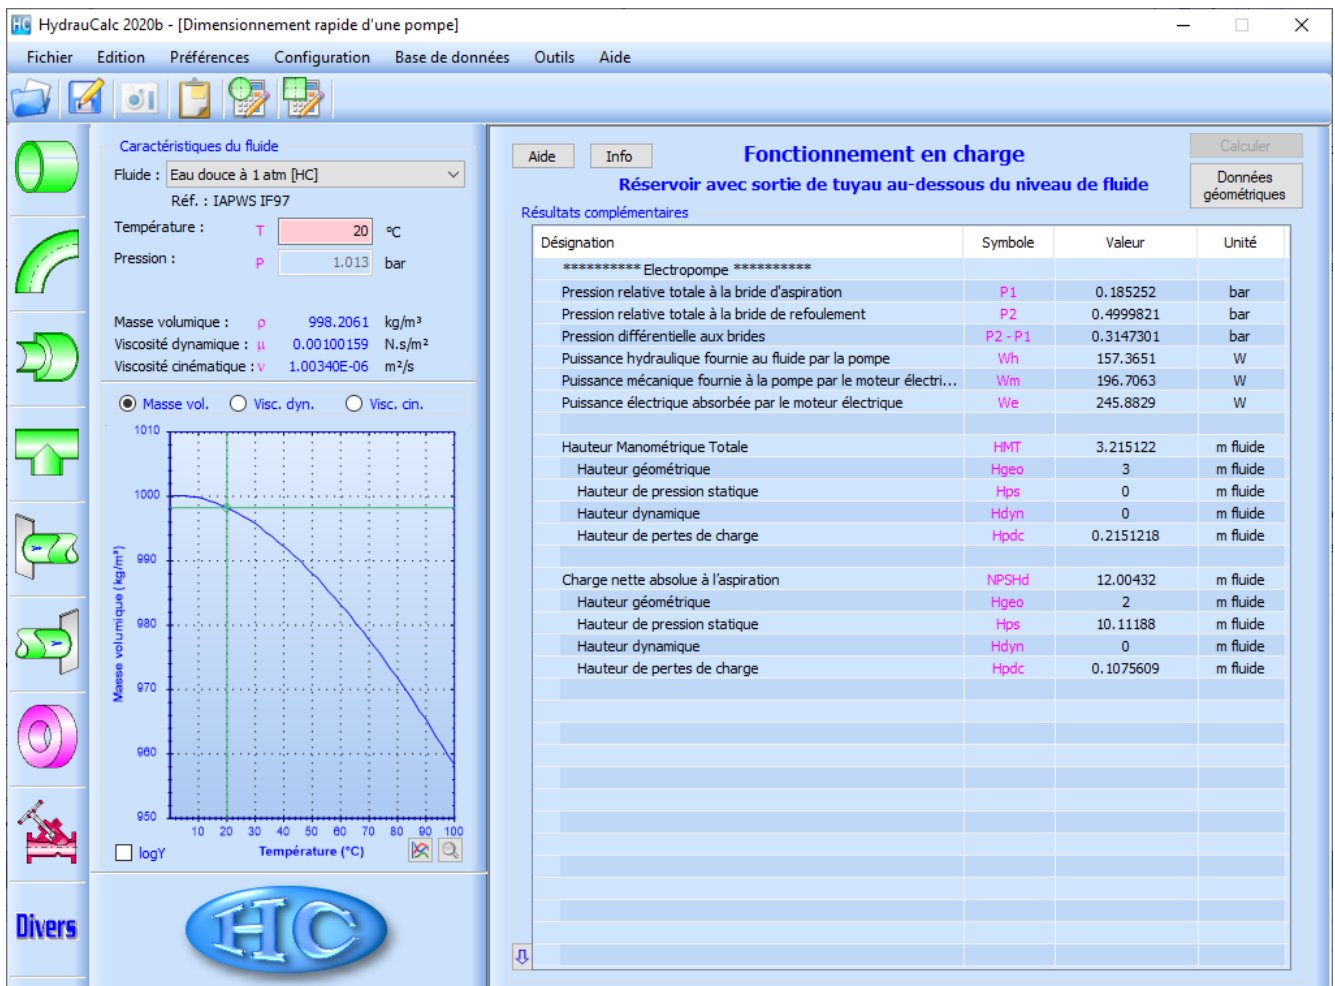 HC HydrauCalc 2020b - [Dimensionnement rapide d'une pompe]
Fichier Edition Préférences Configuration Base de données Outils Aide
Caractéristiques du fluide
Fluide : Eau douce à 1 atm [HC]
Réf. : IAPWS IF97
Température : T 20 °C
Pression : P 1.013 bar
Masse volumique : ρ 998.2061 kg/m³
Viscosité dynamique : μ 0.00100159 N.s/m²
Viscosité cinématique : ν 1.00340E-06 m²/s
Masse vol. Visc. dyn. Visc. cin.
1010
1000
990
980
970
960
950
Masse volumique (kg/m³)
10 20 30 40 50 60 70 80 90 100
Température (°C)
logY
Divers
HC
Aide Info Fonctionnement en charge Calculer
Réservoir avec sortie de tuyau au-dessous du niveau de fluide
Données
géométriques
Résultats complémentaires
Désignation Symbole Valeur Unité
********** Electropompe **********
Pression relative totale à la bride d'aspiration P1 0.185252 bar
Pression relative totale à la bride de refoulement P2 0.4999821 bar
Pression différentielle aux brides P2 - P1 0.3147301 bar
Puissance hydraulique fournie au fluide par la pompe Wh 157.3651 W
Puissance mécanique fournie à la pompe par le moteur électri... Wm 196.7063 W
Puissance électrique absorbée par le moteur électrique We 245.8829 W
Hauteur Manométrique Totale HMT 3.215122 m fluide
Hauteur géométrique Hgeo 3 m fluide
Hauteur de pression statique Hps 0 m fluide
Hauteur dynamique Hdyn 0 m fluide
Hauteur de pertes de charge Hpdc 0.2151218 m fluide
Charge nette absolue à l'aspiration NPSHd 12.00432 m fluide
Hauteur géométrique Hgeo 2 m fluide
Hauteur de pression statique Hps 10.11188 m fluide
Hauteur dynamique Hdyn 0 m fluide
Hauteur de pertes de charge Hpdc 0.1075609 m fluide